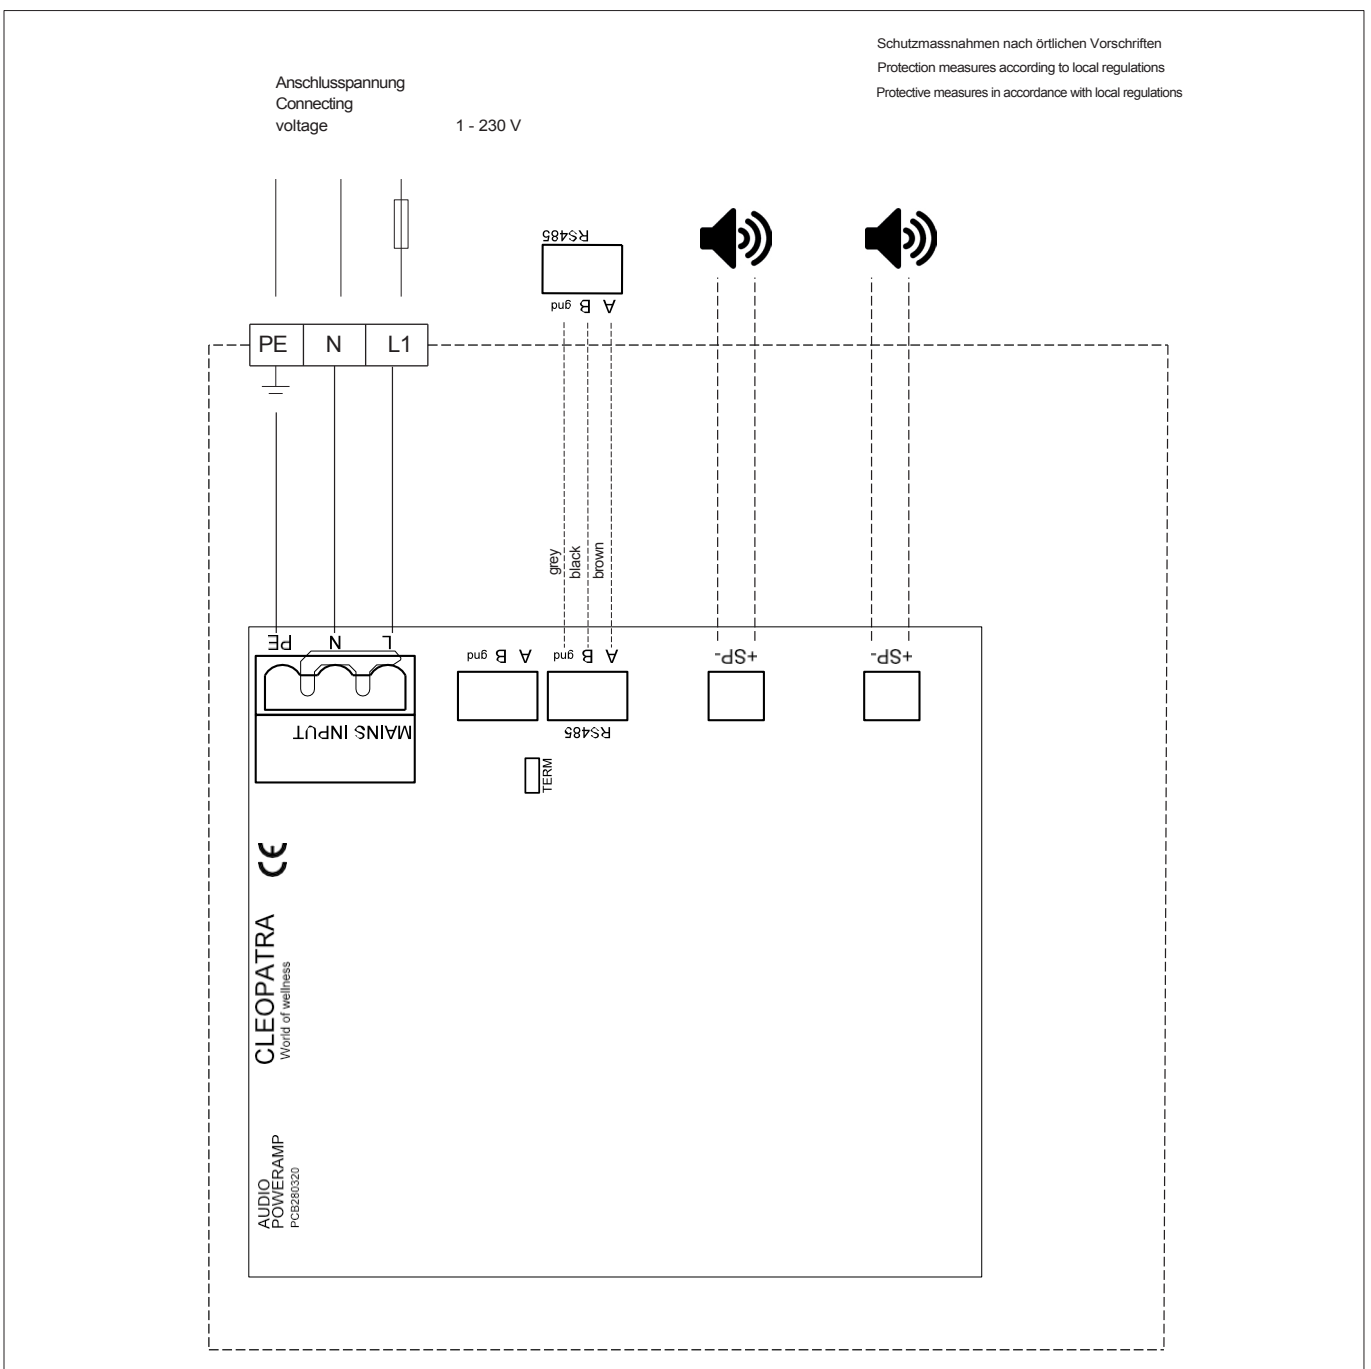 Schutzmassnahmen nach örtlichen Vorschriften
Protection measures according to local regulations
Protective measures in accordance with local regulations
Anschlusspannung
Connecting
voltage 1 - 230 V
RS485
gnd B A
PE N L1
grey
black
brown
PE N L
gnd B A
gnd B A
+SP-
+SP-
MAINS INPUT
RS485
TERM
CE
CLEOPATRA
World of wellness
AUDIO
POWERAMP
PCB280320